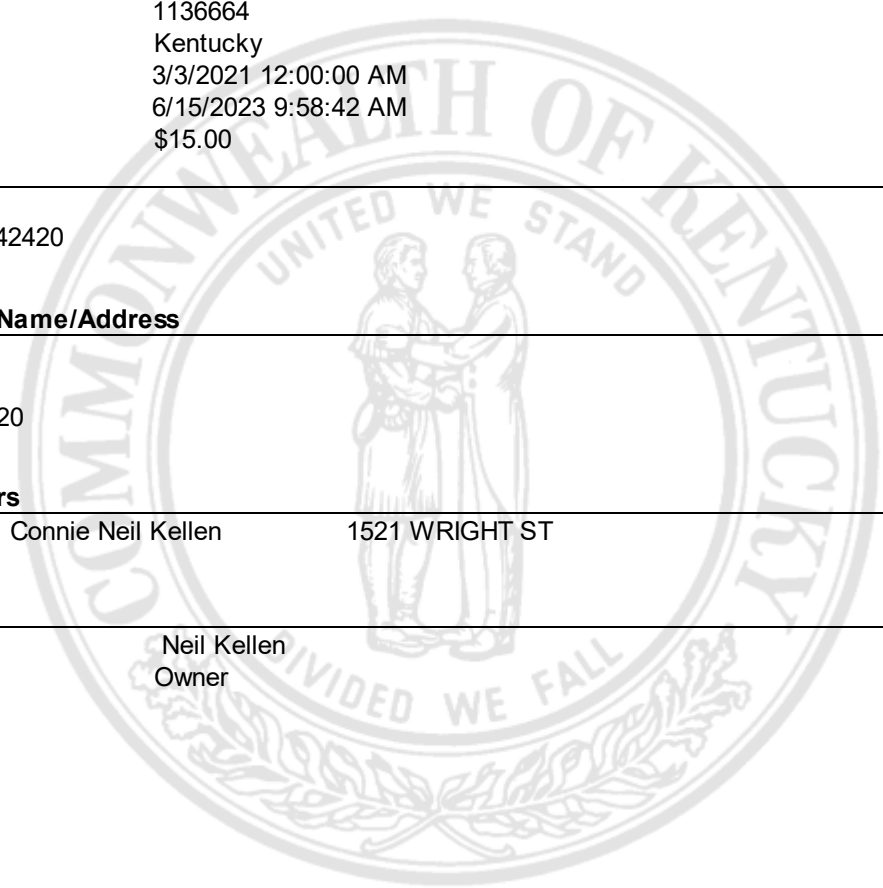 1136664
Kentucky
3/3/2021 12:00:00 AM
6/15/2023 9:58:42 AM
$15.00
COMMONWEALTH OF KENTUCKY
UNITED WE STAND
42420
Name/Address
20
rs
Connie Neil Kellen 1521 WRIGHT ST
Neil Kellen
Owner
DIVIDED WE FALL